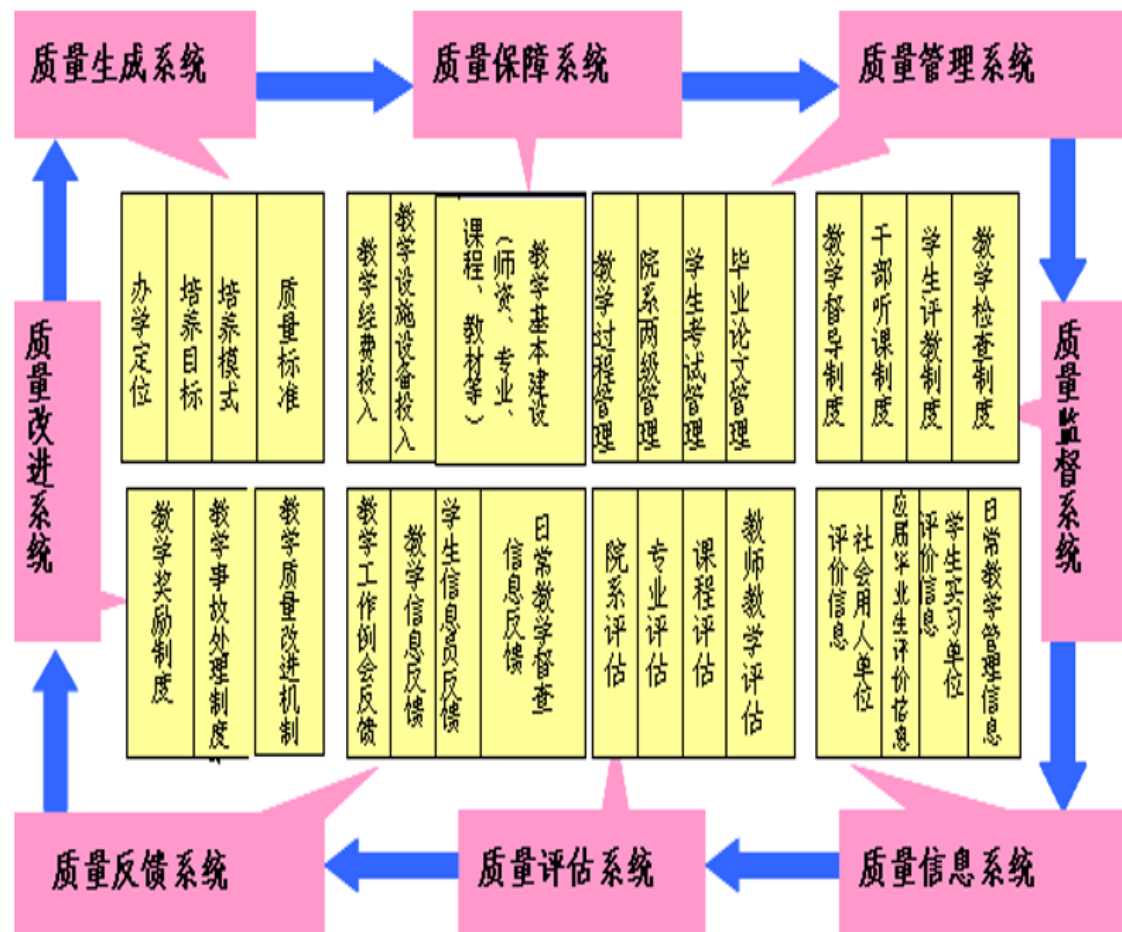 质量生成系统
质量保障系统
质量管理系统
办学定位
培养目标
培养模式
质量标准
教学经费投入
教学设施设备投入
教学基本建设
（师资、专业、
课程、教材等）
教学过程管理
院系两级管理
学生考试管理
毕业论文管理
教学督导制度
干部听课制度
学生评教制度
教学检查制度
质量改进系统
质量监督系统
教学奖励制度
教学事故处理制度
教学质量改进机制
教学工作例会反馈
教学信息反馈
学生信息员反馈
日常教学督查
信息反馈
院系评估
专业评估
课程评估
教师教学评估
社会用人单位
评价信息
应届毕业生评价信息
学生实习单位
评价信息
日常教学管理信息
质量反馈系统
质量评估系统
质量信息系统